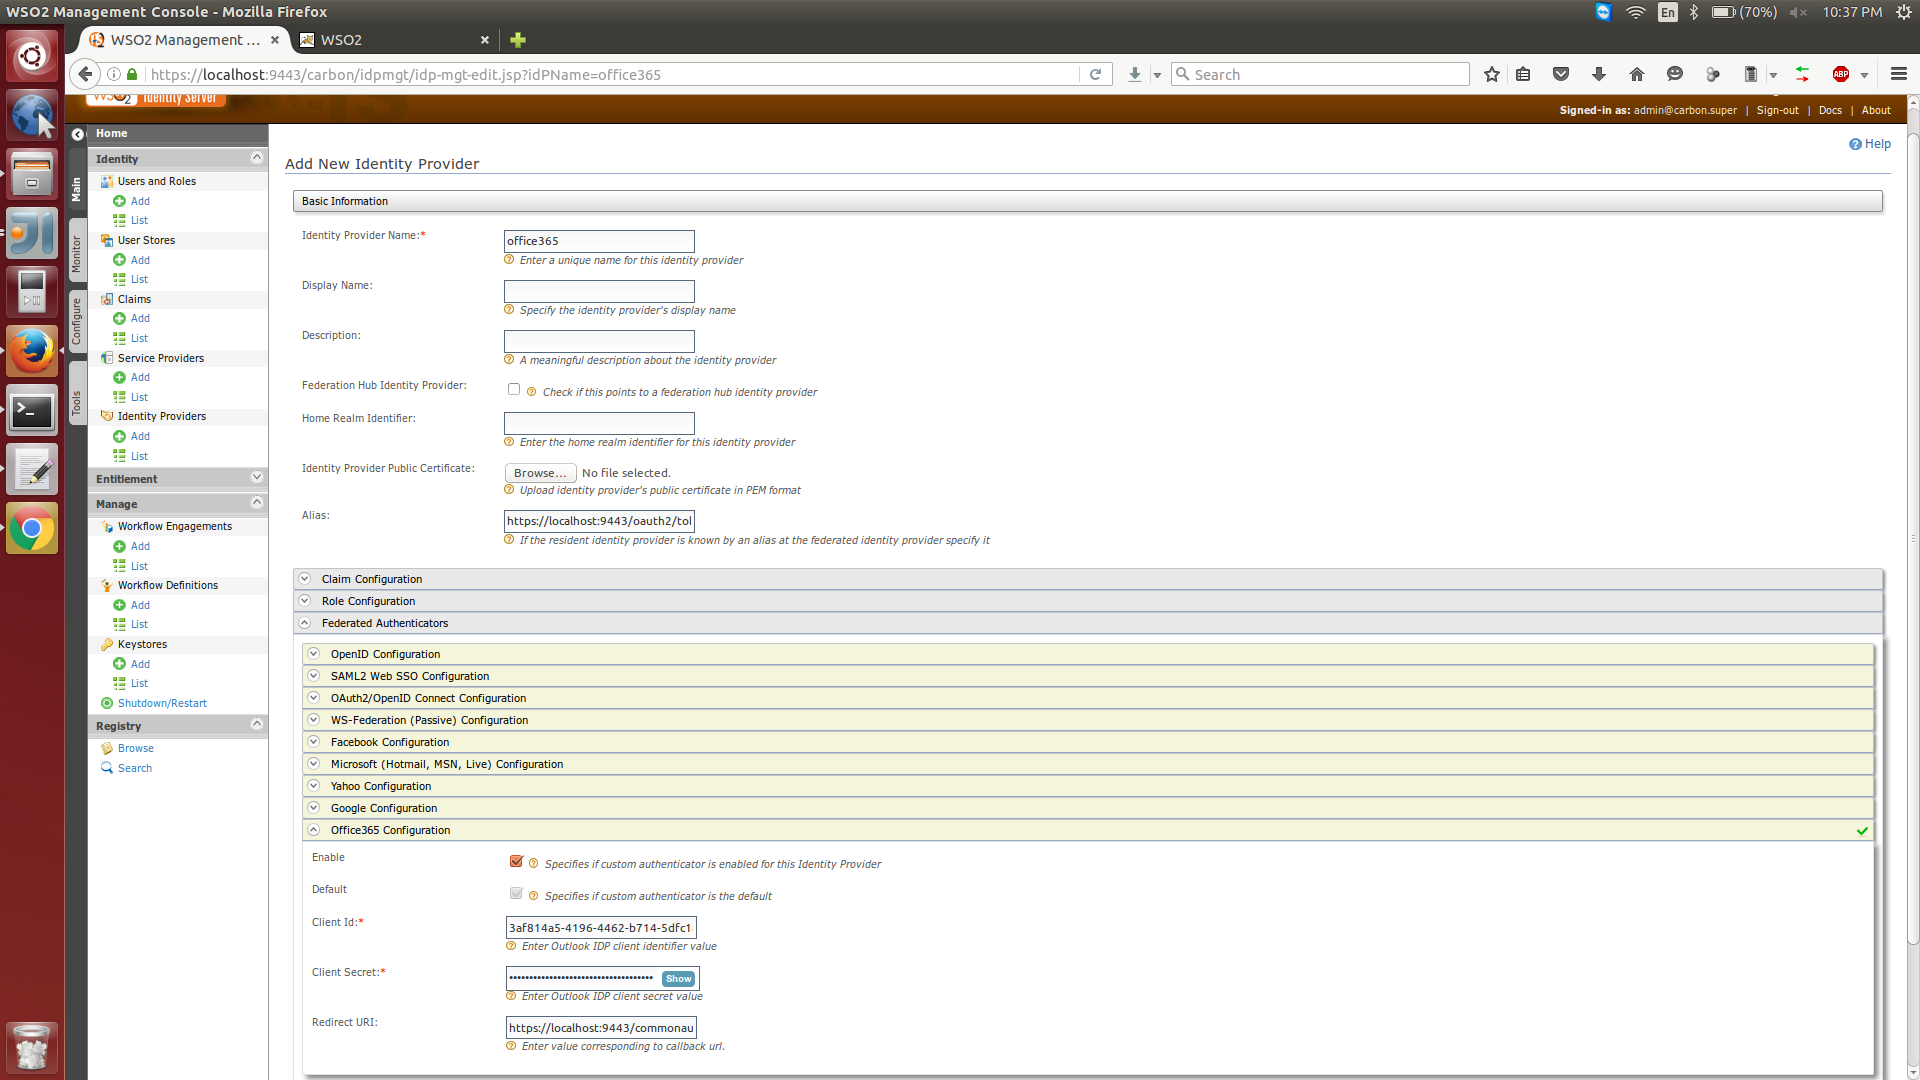 WSO2 Management Console - Mozilla Firefox
En (70%) 10:37 PM
WSO2 Management ... WSO2
https://localhost:9443/carbon/idpmgt/idp-mgt-edit.jsp?idPName=office365
Search
ABP
WSO2 Identity Server
Signed-in as: admin@carbon.super | Sign-out | Docs | About
Main
Monitor
Configure
Tools
Home
Identity
Users and Roles
Add
List
User Stores
Add
List
Claims
Add
List
Service Providers
Add
List
Identity Providers
Add
List
Entitlement
Manage
Workflow Engagements
Add
List
Workflow Definitions
Add
List
Keystores
Add
List
Shutdown/Restart
Registry
Browse
Search
Help
Add New Identity Provider
Basic Information
Identity Provider Name:* office365
Enter a unique name for this identity provider
Display Name:
Specify the identity provider's display name
Description:
A meaningful description about the identity provider
Federation Hub Identity Provider: Check if this points to a federation hub identity provider
Home Realm Identifier:
Enter the home realm identifier for this identity provider
Identity Provider Public Certificate: Browse... No file selected.
Upload identity provider's public certificate in PEM format
Alias: https://localhost:9443/oauth2/tol
If the resident identity provider is known by an alias at the federated identity provider specify it
Claim Configuration
Role Configuration
Federated Authenticators
OpenID Configuration
SAML2 Web SSO Configuration
OAuth2/OpenID Connect Configuration
WS-Federation (Passive) Configuration
Facebook Configuration
Microsoft (Hotmail, MSN, Live) Configuration
Yahoo Configuration
Google Configuration
Office365 Configuration
Enable Specifies if custom authenticator is enabled for this Identity Provider
Default Specifies if custom authenticator is the default
Client Id:* 3af814a5-4196-4462-b714-5dfc1
Enter Outlook IDP client identifier value
Client Secret:* •••••••••••••••••••••••••••••••••••• Show
Enter Outlook IDP client secret value
Redirect URI: https://localhost:9443/commonau
Enter value corresponding to callback url.